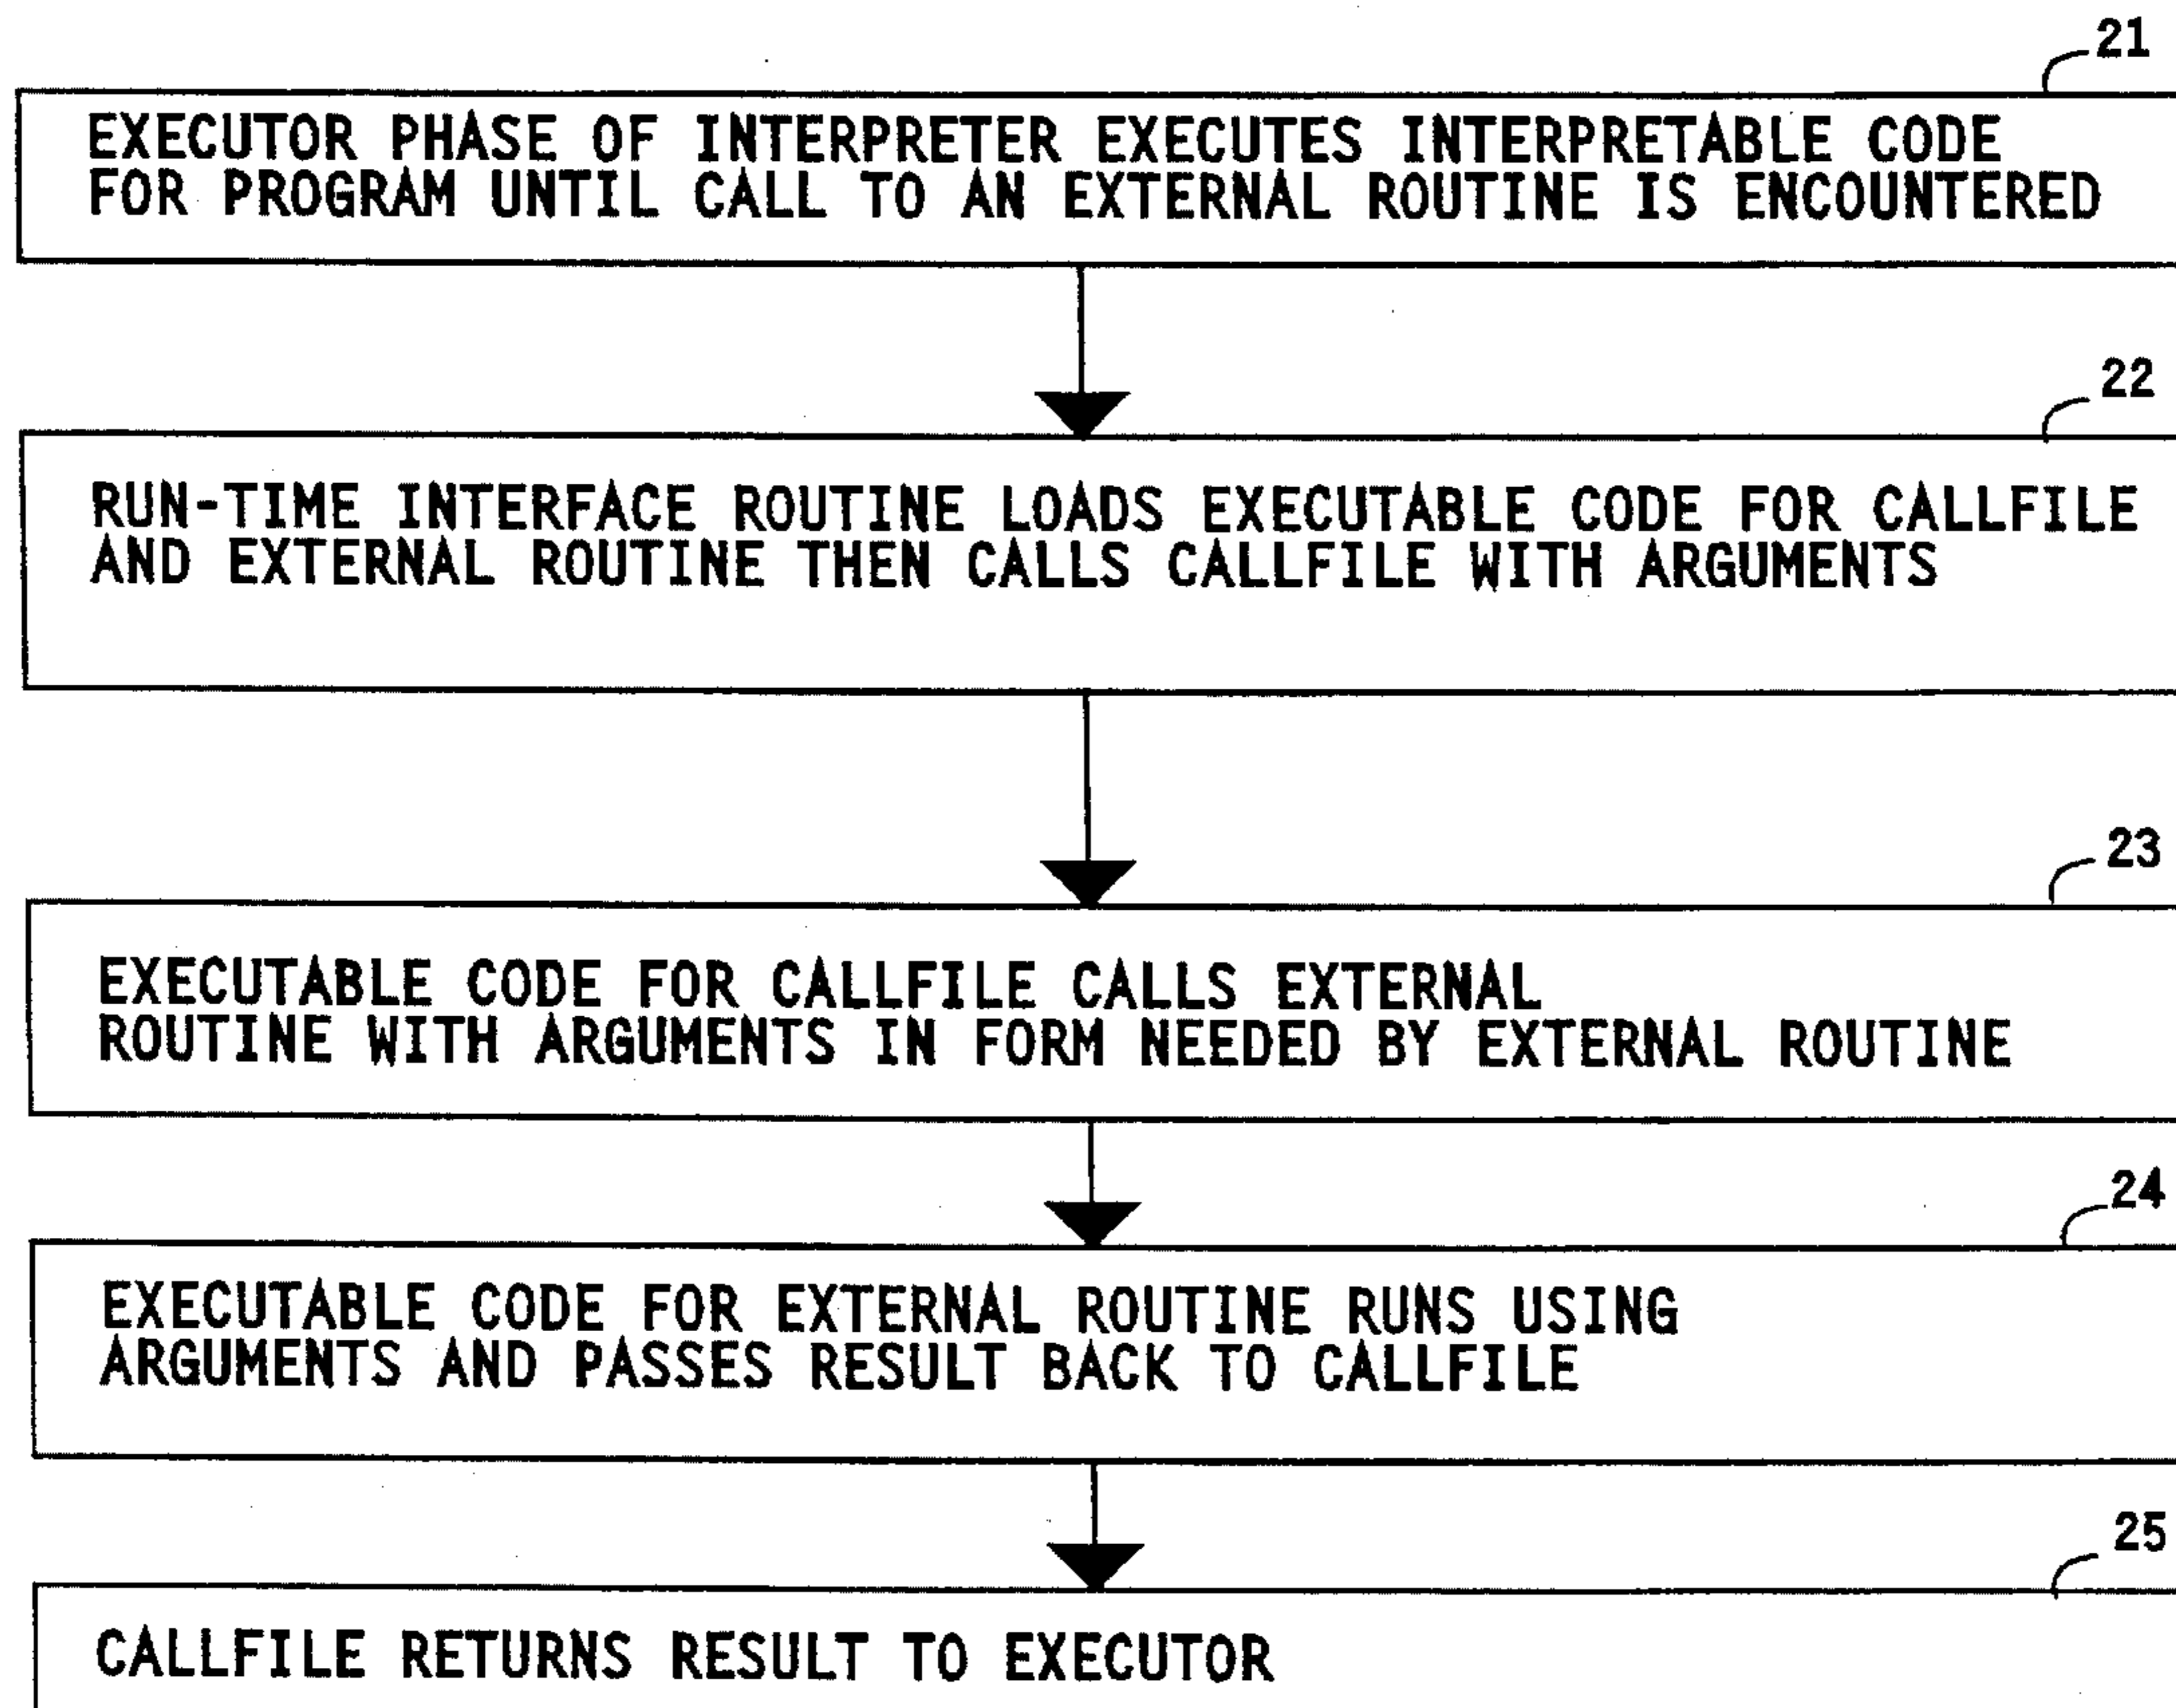 21
EXECUTOR PHASE OF INTERPRETER EXECUTES INTERPRETABLE CODE
FOR PROGRAM UNTIL CALL TO AN EXTERNAL ROUTINE IS ENCOUNTERED
22
RUN-TIME INTERFACE ROUTINE LOADS EXECUTABLE CODE FOR CALLFILE
AND EXTERNAL ROUTINE THEN CALLS CALLFILE WITH ARGUMENTS
23
EXECUTABLE CODE FOR CALLFILE CALLS EXTERNAL
ROUTINE WITH ARGUMENTS IN FORM NEEDED BY EXTERNAL ROUTINE
24
EXECUTABLE CODE FOR EXTERNAL ROUTINE RUNS USING
ARGUMENTS AND PASSES RESULT BACK TO CALLFILE
25
CALLFILE RETURNS RESULT TO EXECUTOR